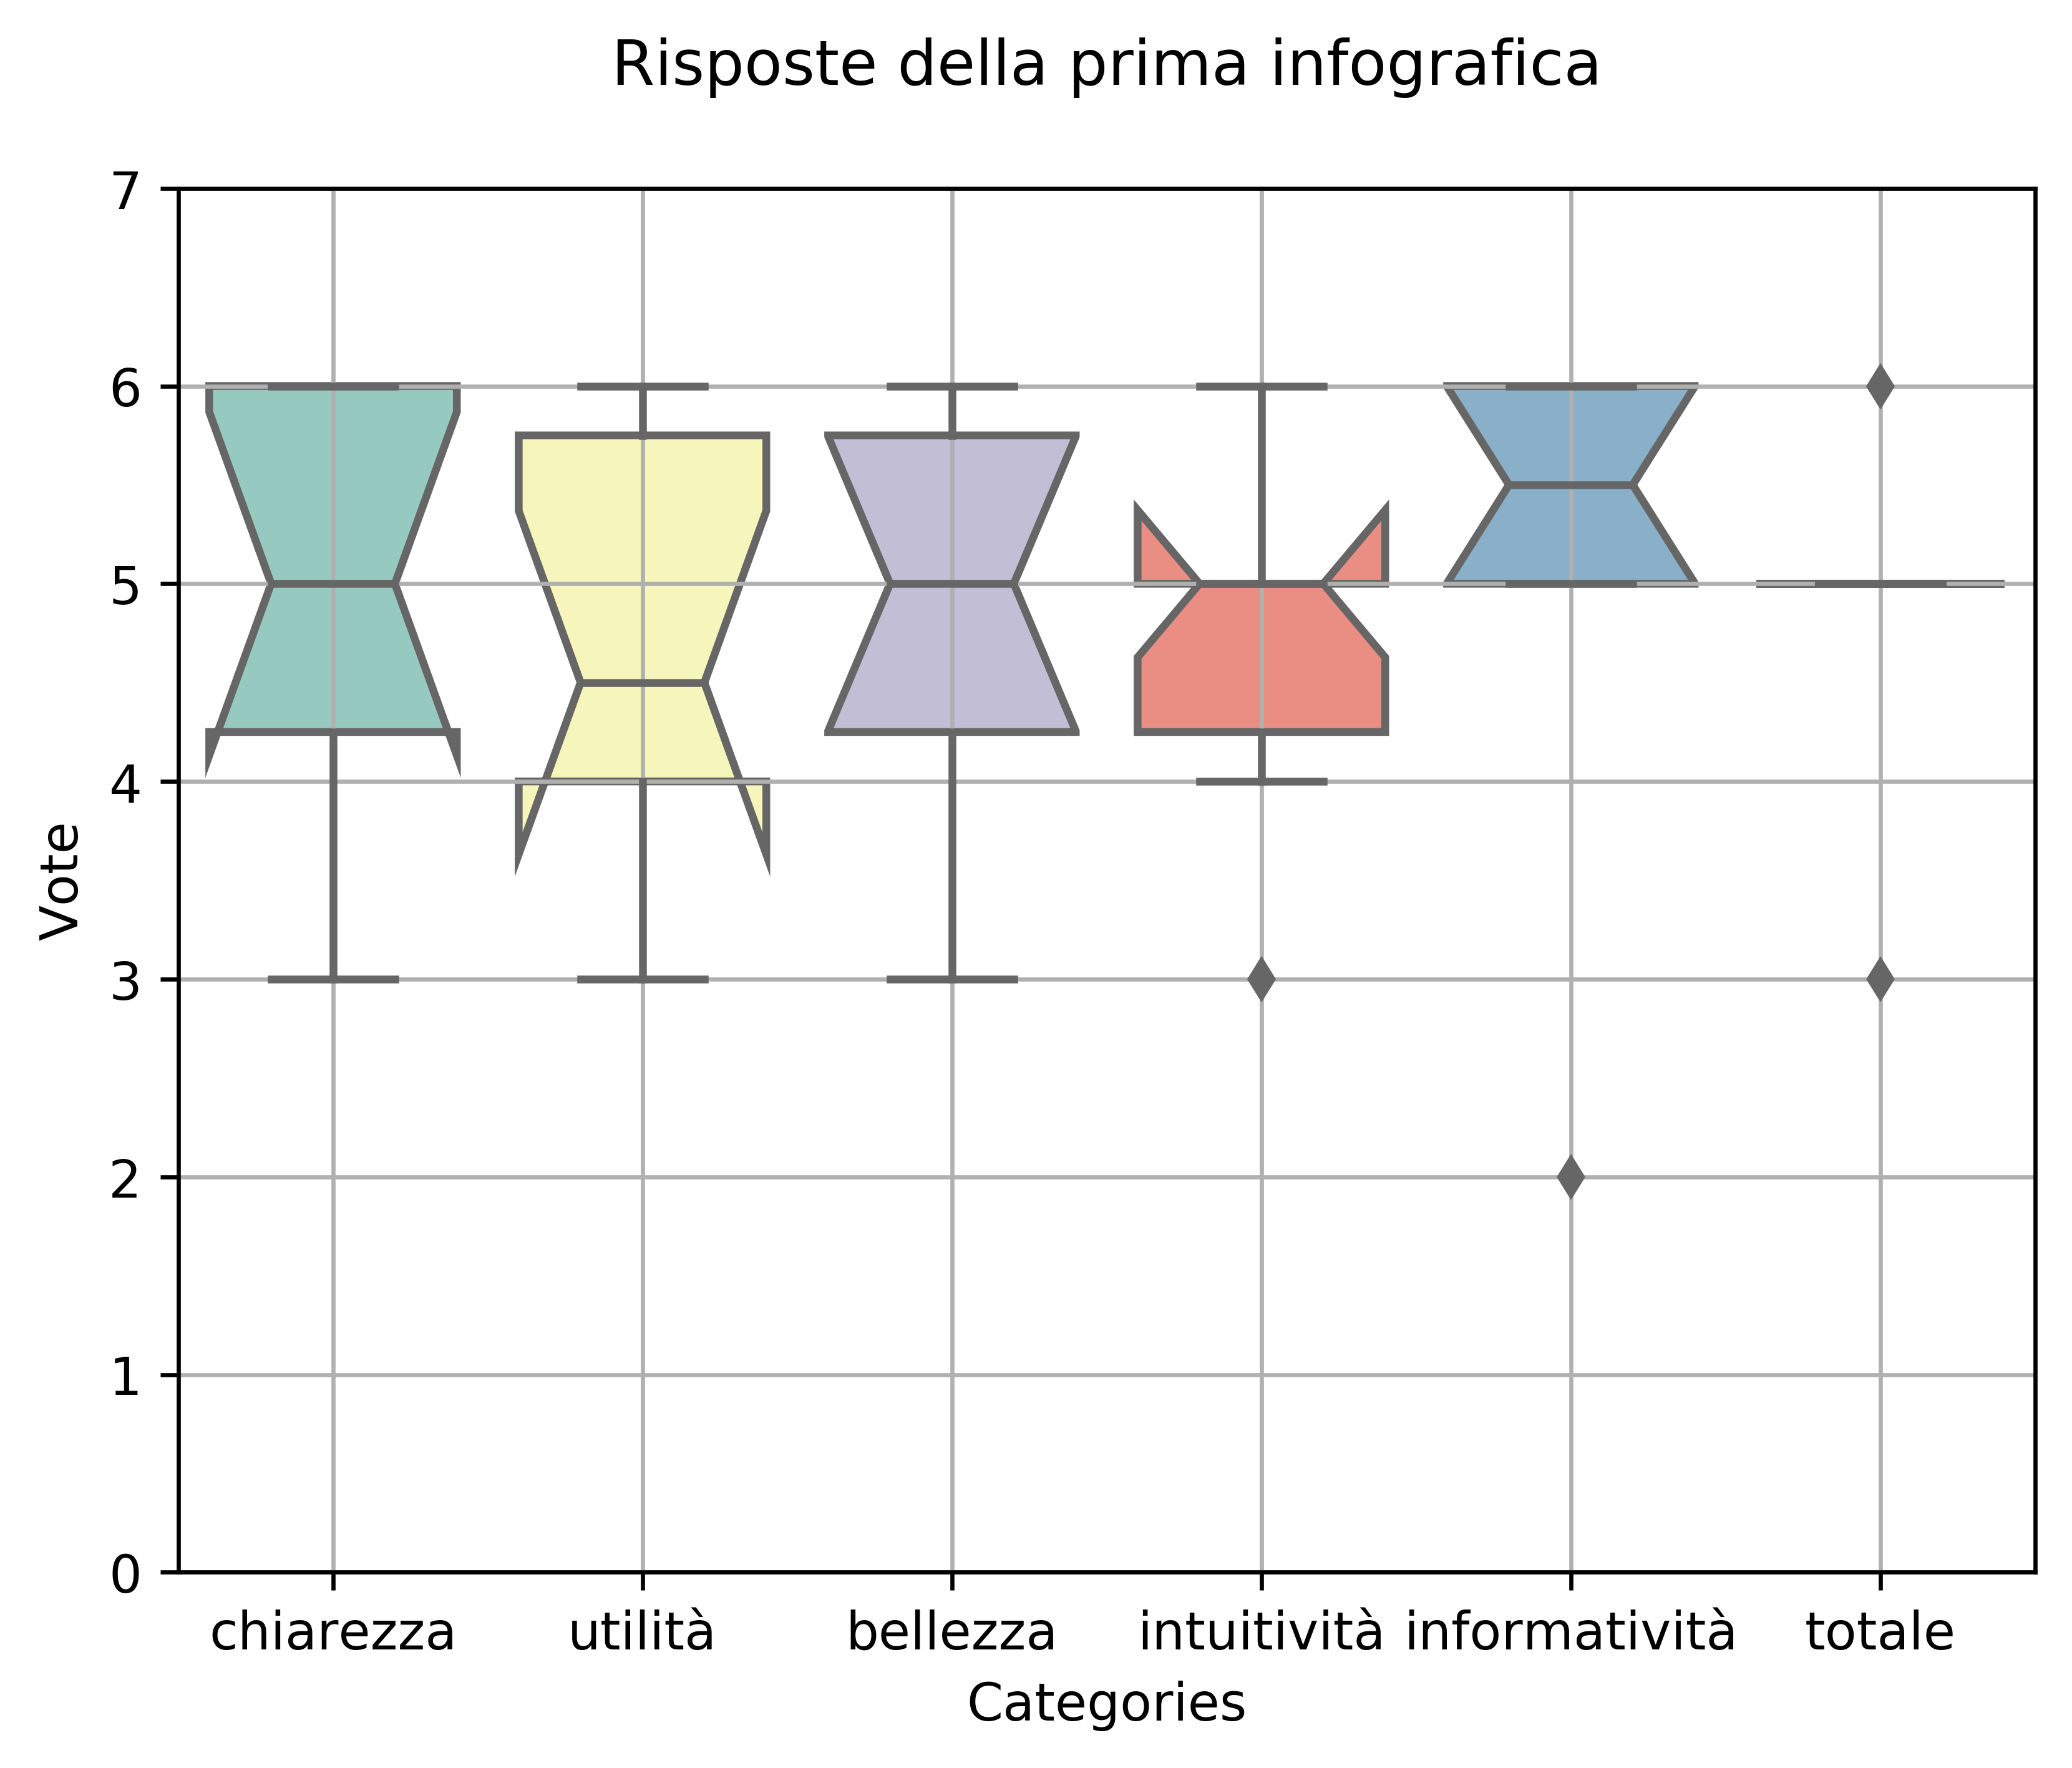 Risposte della prima infografica
7
6
5
4
3
2
1
0
Vote
chiarezza utilità bellezza intuitività informatività totale
Categories